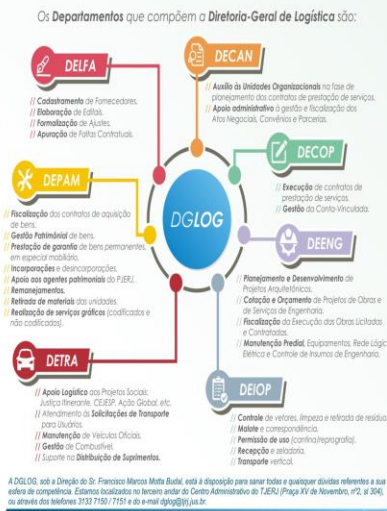 Os Departamentos que compõem a Diretoria-Geral de Logística são:
DELFA
// Cadastramento de Fornecedores.
// Elaboração de Editais.
// Formalização de Ajustes.
// Apuração de Faltas Contratuais.
DECAN
// Auxílio às Unidades Organizacionais na fase de
planejamento dos contratos de prestação de serviços.
// Apoio administrativo à gestão e fiscalização dos
Atos Negociais, Convênios e Parcerias.
DECOP
// Execução de contratos de
prestação de serviços.
// Gestão da Conta-Vinculada.
DEPAM
// Fiscalização dos contratos de aquisição
de bens.
// Gestão Patrimônial de bens.
// Prestação de garantia de bens permanentes,
em especial mobiliário.
// Incorporações e desincorporações.
// Apoio aos agentes patrimoniais do PJERJ.
// Remanejamentos.
// Retirada de materiais das unidades.
// Realização de serviços gráficos (codificados e
não codificados).
DGLOG
DEENG
// Planejamento e Desenvolvimento de
Projetos Arquitetônicos.
// Cotação e Orçamento de Projetos de Obras e
de Serviços de Engenharia.
// Fiscalização da Execução das Obras Licitadas
e Contratadas.
// Manutenção Predial, Equipamentos, Rede Lógica,
Elétrica e Controle de Insumos de Engenharia.
DETRA
// Apoio Logístico aos Projetos Sociais:
Justiça Itinerante, CEJESP, Ação Global, etc.
// Atendimento às Solicitações de Transporte
para Usuários.
// Manutenção de Veículos Oficiais.
// Gestão de Combustível.
// Suporte na Distribuição de Suprimentos.
DEIOP
// Controle de vetores, limpeza e retirada de resíduos.
// Malote e correspondência.
// Permissão de uso (cantina/reprografia).
// Recepção e zeladoria.
// Transporte vertical.
A DGLOG, sob a Direção do Sr. Francisco Marcos Motta Budal, está à disposição para sanar todas e quaisquer dúvidas referentes a sua
esfera de competência. Estamos localizados no terceiro andar do Centro Administrativo do TJERJ (Praça XV de Novembro, nº2, sl 304),
ou através dos telefones 3133 7150 / 7151 e do e-mail dglog@tjrj.jus.br.